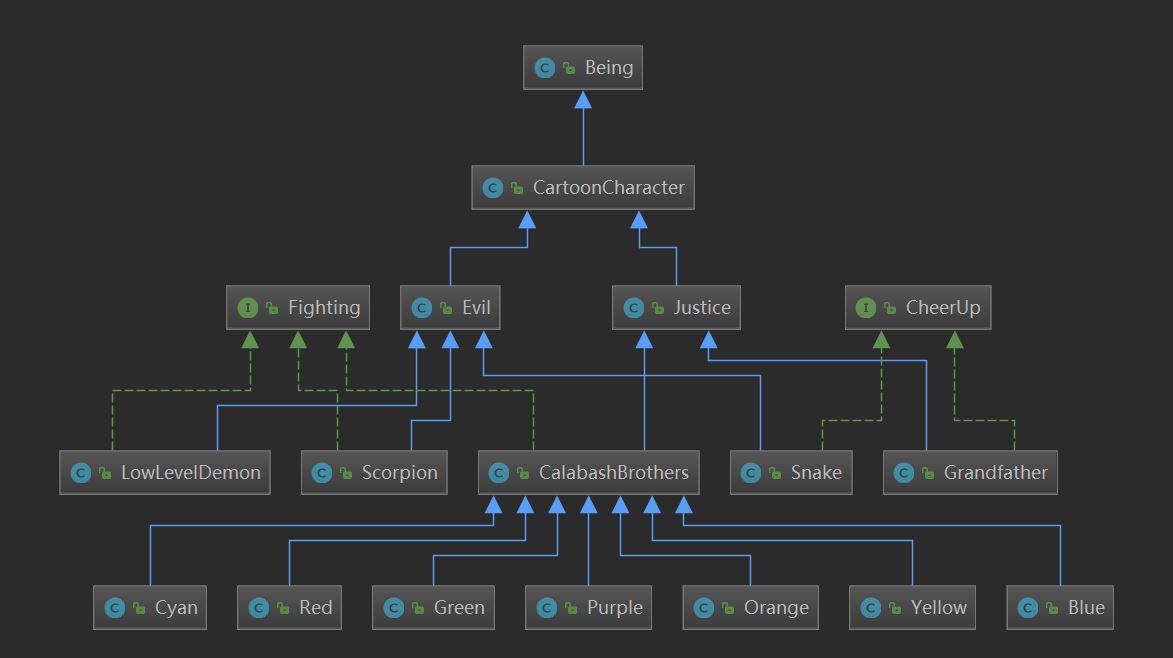 C Being
C CartoonCharacter
I Fighting
C Evil
C Justice
I CheerUp
C LowLevelDemon
C Scorpion
C CalabashBrothers
C Snake
C Grandfather
C Cyan
C Red
C Green
C Purple
C Orange
C Yellow
C Blue